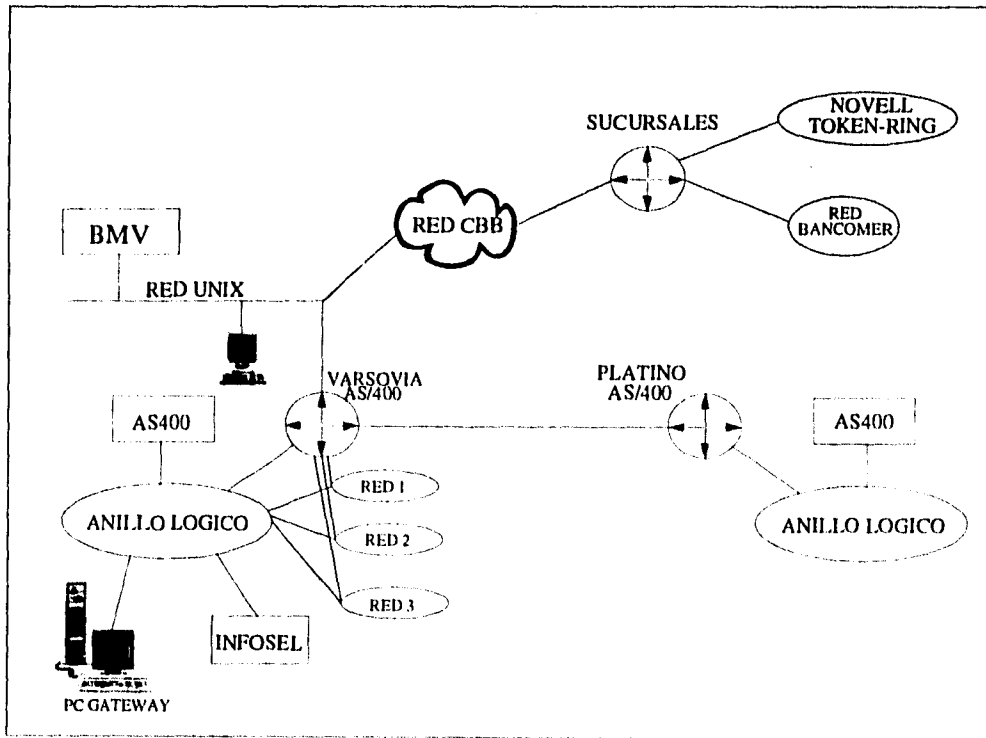 NOVELL
TOKEN-RING
SUCURSALES
RED CBB
RED
BANCOMER
BMV
RED UNIX
VARSOVIA
AS/400
PLATINO
AS/400
AS400
AS400
RED 1
ANILLO LOGICO
RED 2
ANILLO LOGICO
RED 3
INFOSEL
PC GATEWAY